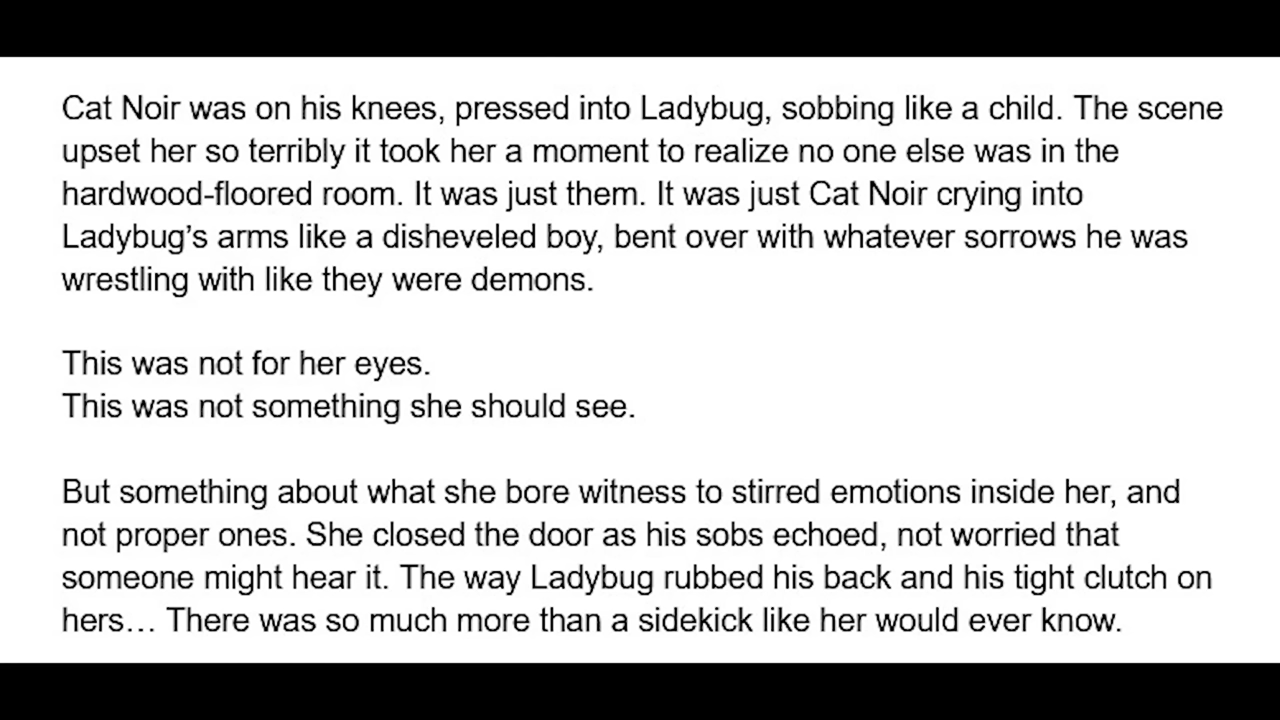 Cat Noir was on his knees, pressed into Ladybug, sobbing like a child. The scene
upset her so terribly it took her a moment to realize no one else was in the
hardwood-floored room. It was just them. It was just Cat Noir crying into
Ladybug’s arms like a disheveled boy, bent over with whatever sorrows he was
wrestling with like they were demons.
This was not for her eyes.
This was not something she should see.
But something about what she bore witness to stirred emotions inside her, and
not proper ones. She closed the door as his sobs echoed, not worried that
someone might hear it. The way Ladybug rubbed his back and his tight clutch on
hers… There was so much more than a sidekick like her would ever know.